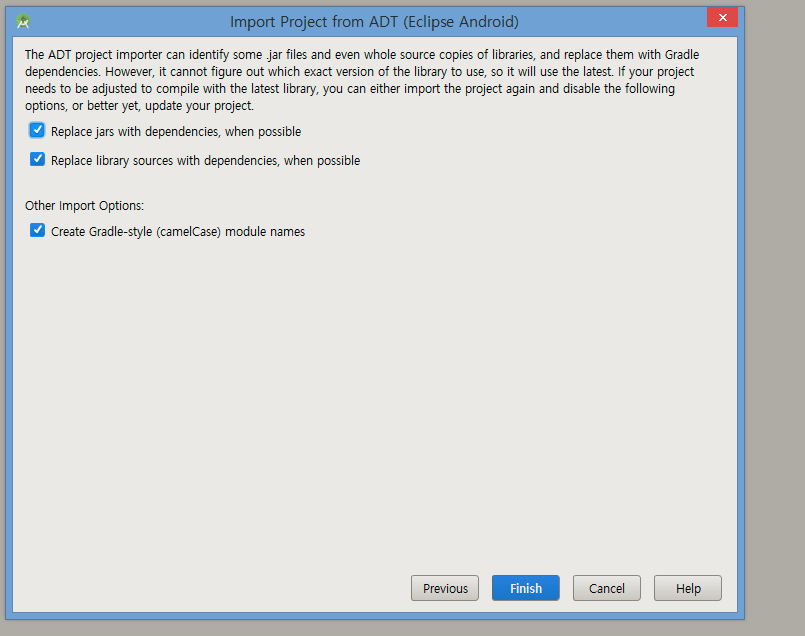 Import Project from ADT (Eclipse Android)
The ADT project importer can identify some .jar files and even whole source copies of libraries, and replace them with Gradle
dependencies. However, it cannot figure out which exact version of the library to use, so it will use the latest. If your project
needs to be adjusted to compile with the latest library, you can either import the project again and disable the following
options, or better yet, update your project.
Replace jars with dependencies, when possible
Replace library sources with dependencies, when possible
Other Import Options:
Create Gradle-style (camelCase) module names
Previous Finish Cancel Help